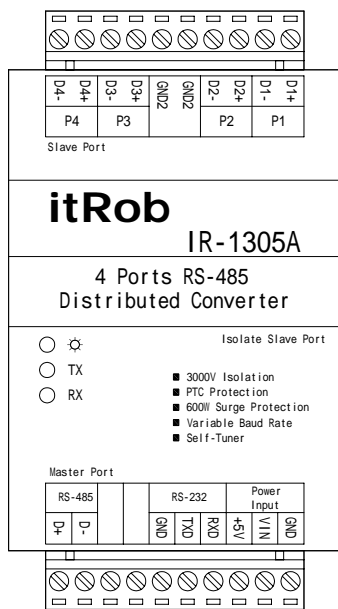 D4- D4+ D3- D3+ GND2 GND2 D2- D2+ D1- D1+
P4 P3 P2 P1
Slave Port
itRob
IR-1305A
4 Ports RS-485
Distributed Converter
Isolate Slave Port
TX
RX
3000V Isolation
PTC Protection
600W Surge Protection
Variable Baud Rate
Self-Tuner
Master Port
RS-485 RS-232 Power
Input
D+ D- GND TXD RXD +5V VIN GND